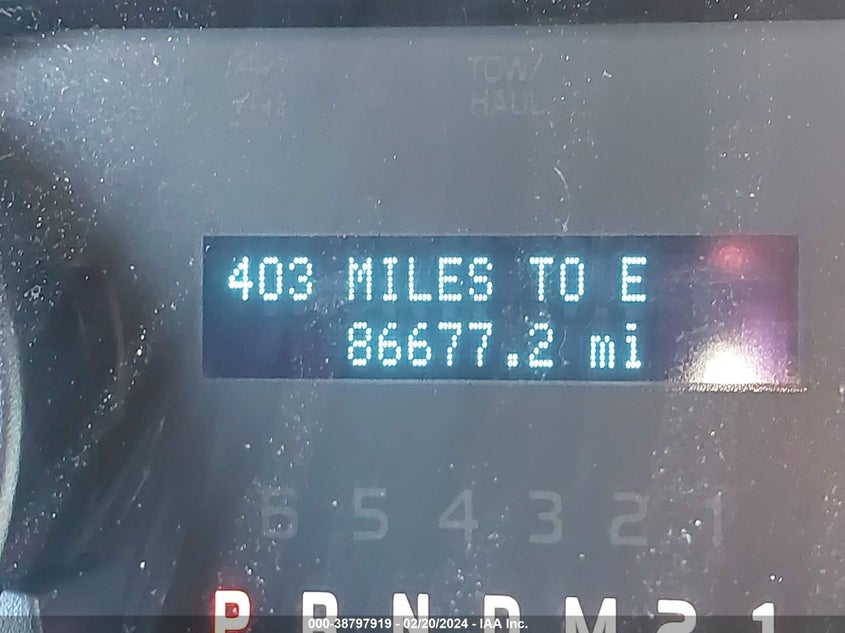 TOW/
HAUL
403 MILES TO E
86677.2 mi
6 5 4 3 2 1
P R N D M 2 1
000-38797919 - 02/20/2024 - IAA Inc.